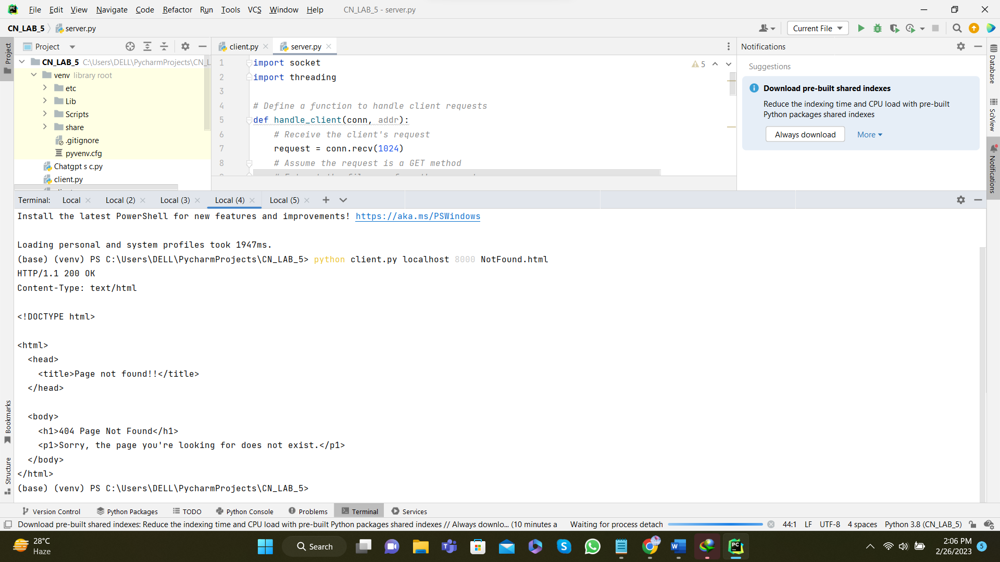 File Edit View Navigate Code Refactor Run Tools VCS Window Help CN_LAB_5 - server.py
CN_LAB_5 server.py Current File
Project client.py server.py Notifications
Project
CN_LAB_5 C:\Users\DELL\PycharmProjects\CN_L
venv library root
etc
Lib
Scripts
share
.gitignore
pyvenv.cfg
Chatgpt s c.py
client.py
1 import socket
2 import threading
3
4 # Define a function to handle client requests
5 def handle_client(conn, addr):
6 # Receive the client's request
7 request = conn.recv(1024)
8 # Assume the request is a GET method
5
Suggestions
Download pre-built shared indexes
Reduce the indexing time and CPU load with pre-built
Python packages shared indexes
Always download More
Database
SciView
Notifications
Terminal: Local Local (2) Local (3) Local (4) Local (5)
Install the latest PowerShell for new features and improvements! https://aka.ms/PSWindows
Loading personal and system profiles took 1947ms.
(base) (venv) PS C:\Users\DELL\PycharmProjects\CN_LAB_5> python client.py localhost 8000 NotFound.html
HTTP/1.1 200 OK
Content-Type: text/html
<!DOCTYPE html>
<html>
<head>
<title>Page not found!!</title>
</head>
<body>
<h1>404 Page Not Found</h1>
<p1>Sorry, the page you're looking for does not exist.</p1>
</body>
</html>
(base) (venv) PS C:\Users\DELL\PycharmProjects\CN_LAB_5>
Bookmarks
Structure
Version Control Python Packages TODO Python Console Problems Terminal Services
Download pre-built shared indexes: Reduce the indexing time and CPU load with pre-built Python packages shared indexes // Always downlo... (10 minutes a Waiting for process detach 44:1 LF UTF-8 4 spaces Python 3.8 (CN_LAB_5)
28°C
Haze
Search
2:06 PM
2/26/2023
5